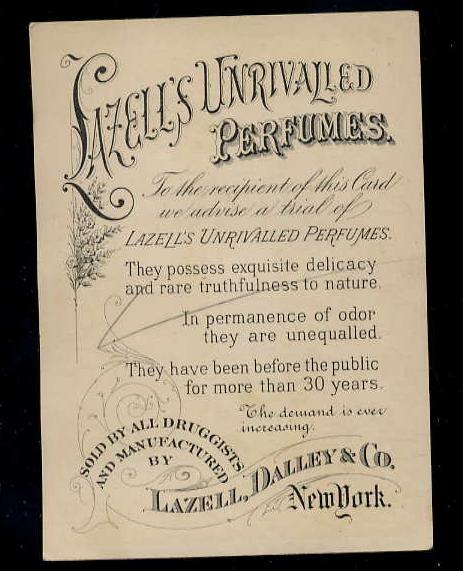 LAZELL'S UNRIVALLED
PERFUMES.
To the recipient of this Card
we advise a trial of
LAZELL'S UNRIVALLED PERFUMES.
They possess exquisite delicacy
and rare truthfulness to nature.
In permanence of odor
they are unequalled.
They have been before the public
for more than 30 years.
The demand is ever
increasing.
SOLD BY ALL DRUGGISTS
AND MANUFACTURED
BY
LAZELL, DALLEY & CO.
New York.